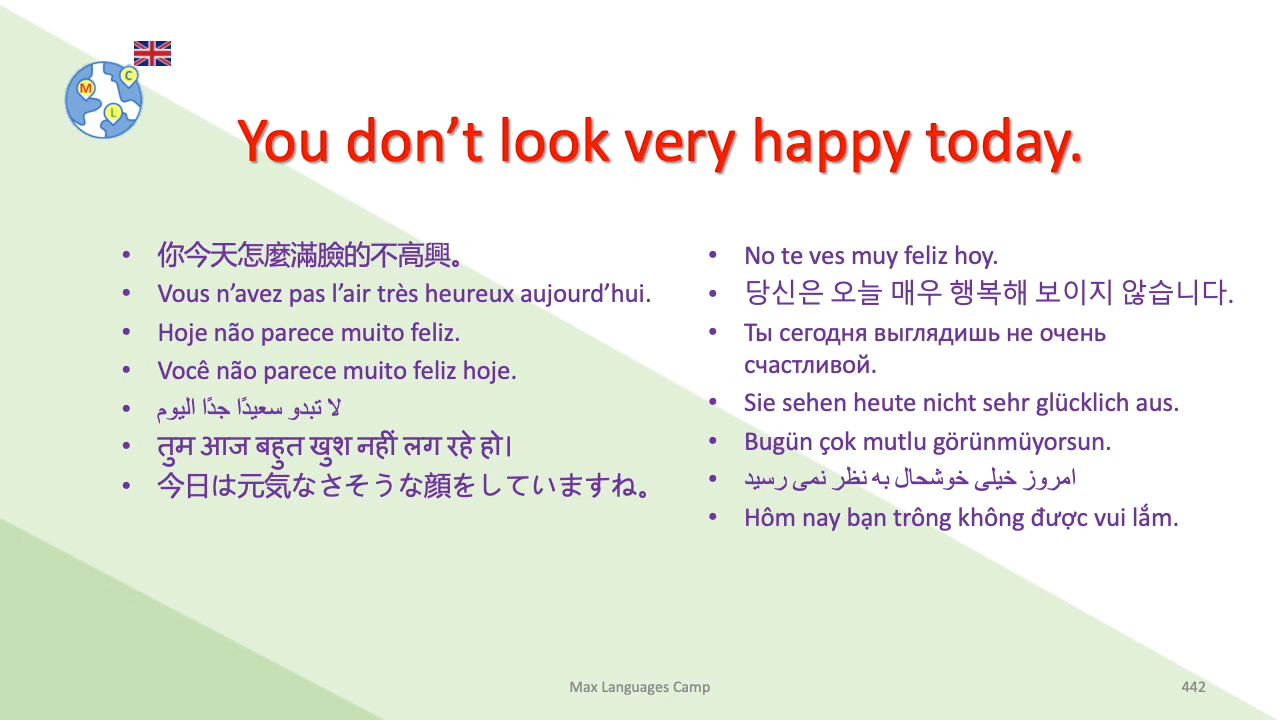 M
C
L
You don’t look very happy today.
• 你今天怎麼滿臉的不高興。
• Vous n’avez pas l’air très heureux aujourd’hui.
• Hoje não parece muito feliz.
• Você não parece muito feliz hoje.
• لا تبدو سعيدًا جدًا اليوم
• तुम आज बहुत खुश नहीं लग रहे हो।
• 今日は元気なさそうな顔をしていますね。
• No te ves muy feliz hoy.
• 당신은 오늘 매우 행복해 보이지 않습니다.
• Ты сегодня выглядишь не очень
счастливой.
• Sie sehen heute nicht sehr glücklich aus.
• Bugün çok mutlu görünmüyorsun.
• امروز خیلی خوشحال به نظر نمی رسید
• Hôm nay bạn trông không được vui lắm.
Max Languages Camp
442